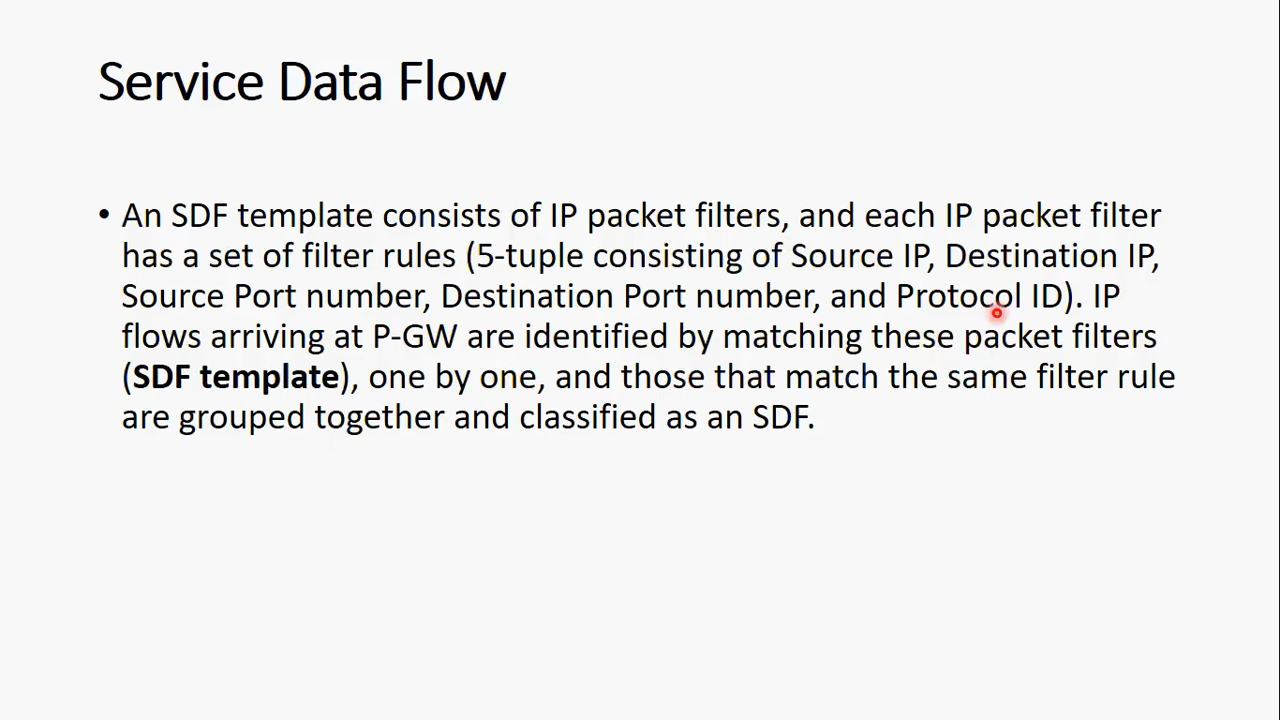 Service Data Flow
• An SDF template consists of IP packet filters, and each IP packet filter
has a set of filter rules (5-tuple consisting of Source IP, Destination IP,
Source Port number, Destination Port number, and Protocol ID). IP
flows arriving at P-GW are identified by matching these packet filters
(SDF template), one by one, and those that match the same filter rule
are grouped together and classified as an SDF.